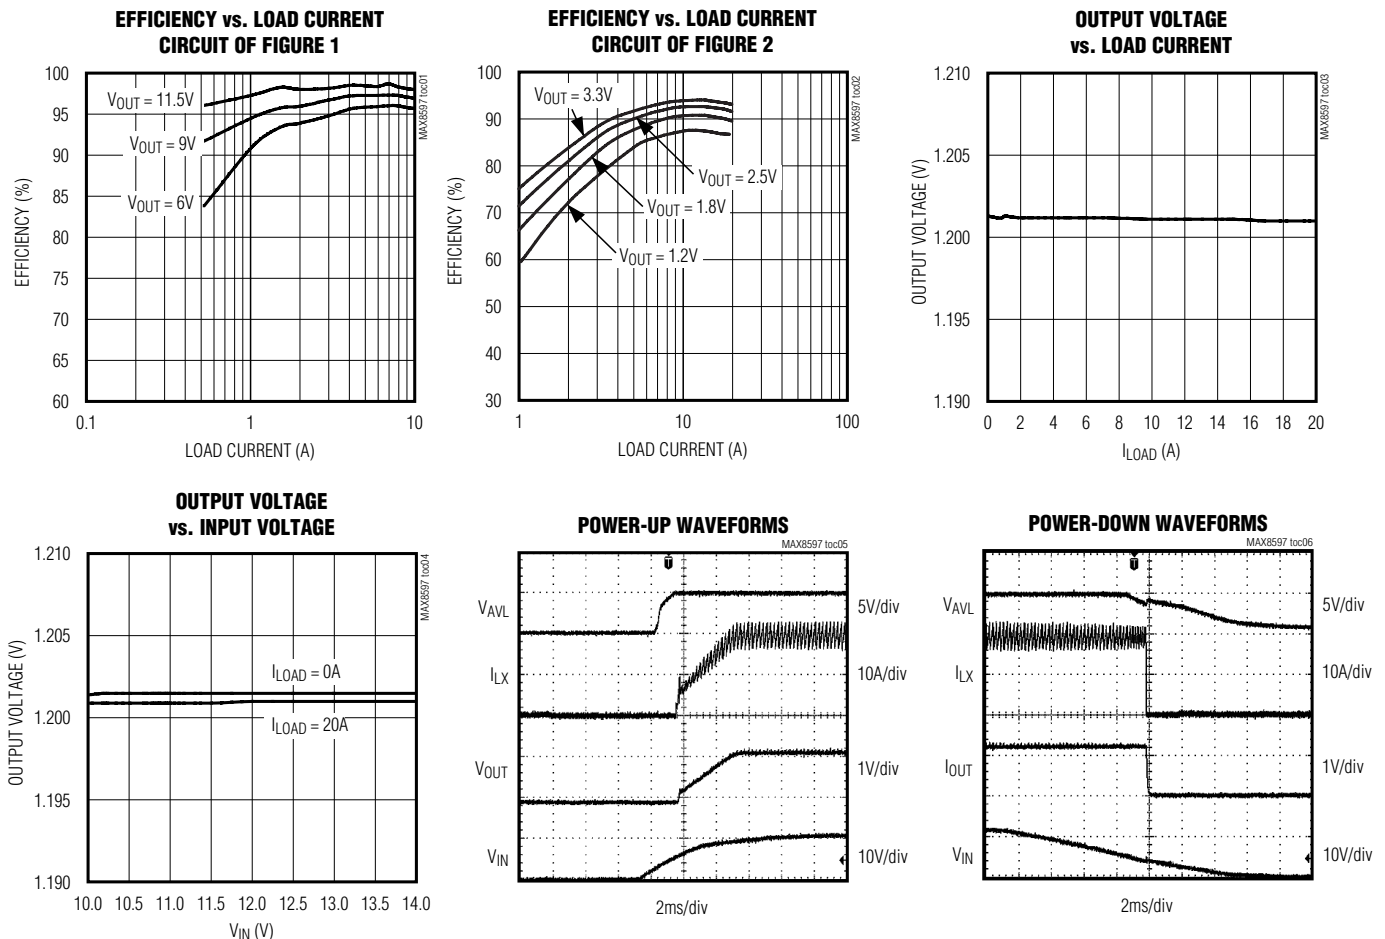 EFFICIENCY vs. LOAD CURRENT
CIRCUIT OF FIGURE 1
MAX8597 toc01
100
95
90
85
80
75
70
65
60
EFFICIENCY (%)
VOUT = 11.5V
VOUT = 9V
VOUT = 6V
0.1
1
10
LOAD CURRENT (A)
EFFICIENCY vs. LOAD CURRENT
CIRCUIT OF FIGURE 2
MAX8597 toc02
100
90
80
70
60
50
40
30
EFFICIENCY (%)
VOUT = 3.3V
VOUT = 2.5V
VOUT = 1.8V
VOUT = 1.2V
1
10
100
LOAD CURRENT (A)
OUTPUT VOLTAGE
vs. LOAD CURRENT
MAX8597 toc03
1.210
1.205
1.200
1.195
1.190
OUTPUT VOLTAGE (V)
0 2 4 6 8 10 12 14 16 18 20
ILOAD (A)
OUTPUT VOLTAGE
vs. INPUT VOLTAGE
MAX8597 toc04
1.210
1.205
1.200
1.195
1.190
OUTPUT VOLTAGE (V)
ILOAD = 0A
ILOAD = 20A
10.0 10.5 11.0 11.5 12.0 12.5 13.0 13.5 14.0
VIN (V)
POWER-UP WAVEFORMS
MAX8597 toc05
T
VAVL
5V/div
ILX
10A/div
VOUT
1V/div
VIN
10V/div
2ms/div
POWER-DOWN WAVEFORMS
MAX8597 toc06
T
VAVL
5V/div
ILX
10A/div
IOUT
1V/div
VIN
10V/div
2ms/div